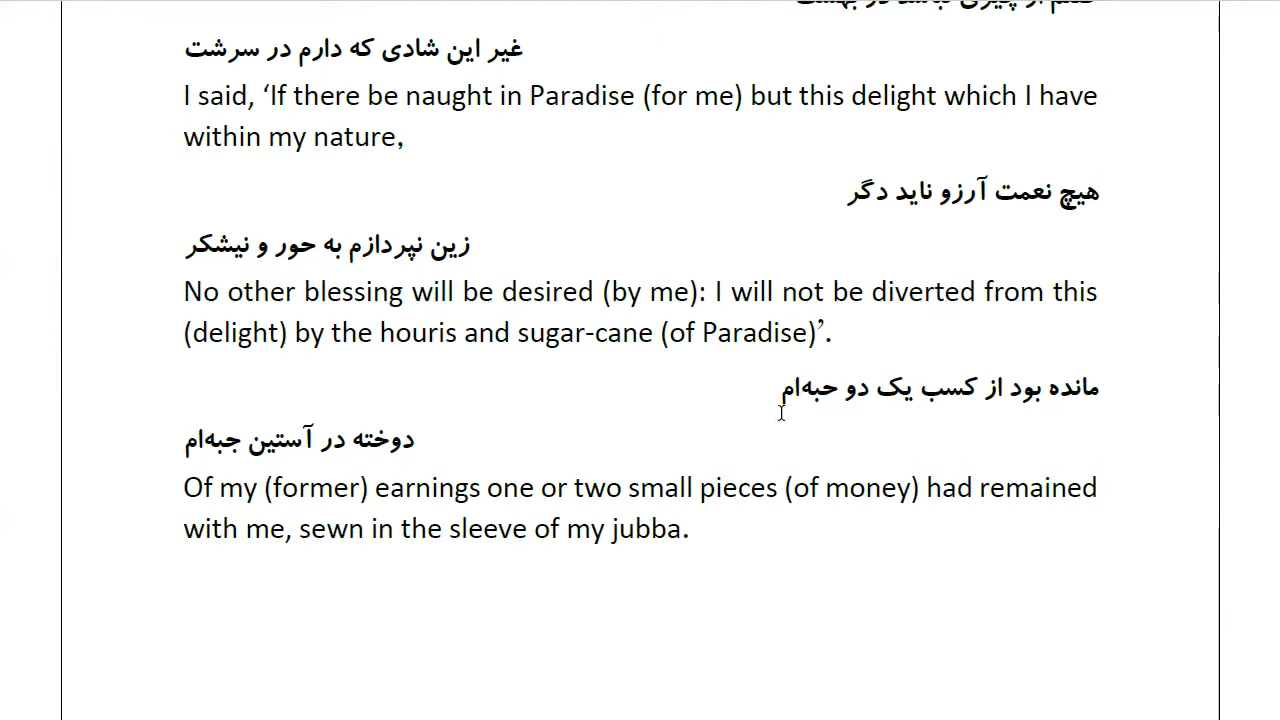 غیر این شادی که دارم در سرشت
I said, ‘If there be naught in Paradise (for me) but this delight which I have
within my nature,
هیچ نعمت آرزو ناید دگر
زین نپردازم به حور و نیشکر
No other blessing will be desired (by me): I will not be diverted from this
(delight) by the houris and sugar-cane (of Paradise)’.
مانده بود از کسب یک دو حبه‌ام
دوخته در آستین جبه‌ام
Of my (former) earnings one or two small pieces (of money) had remained
with me, sewn in the sleeve of my jubba.